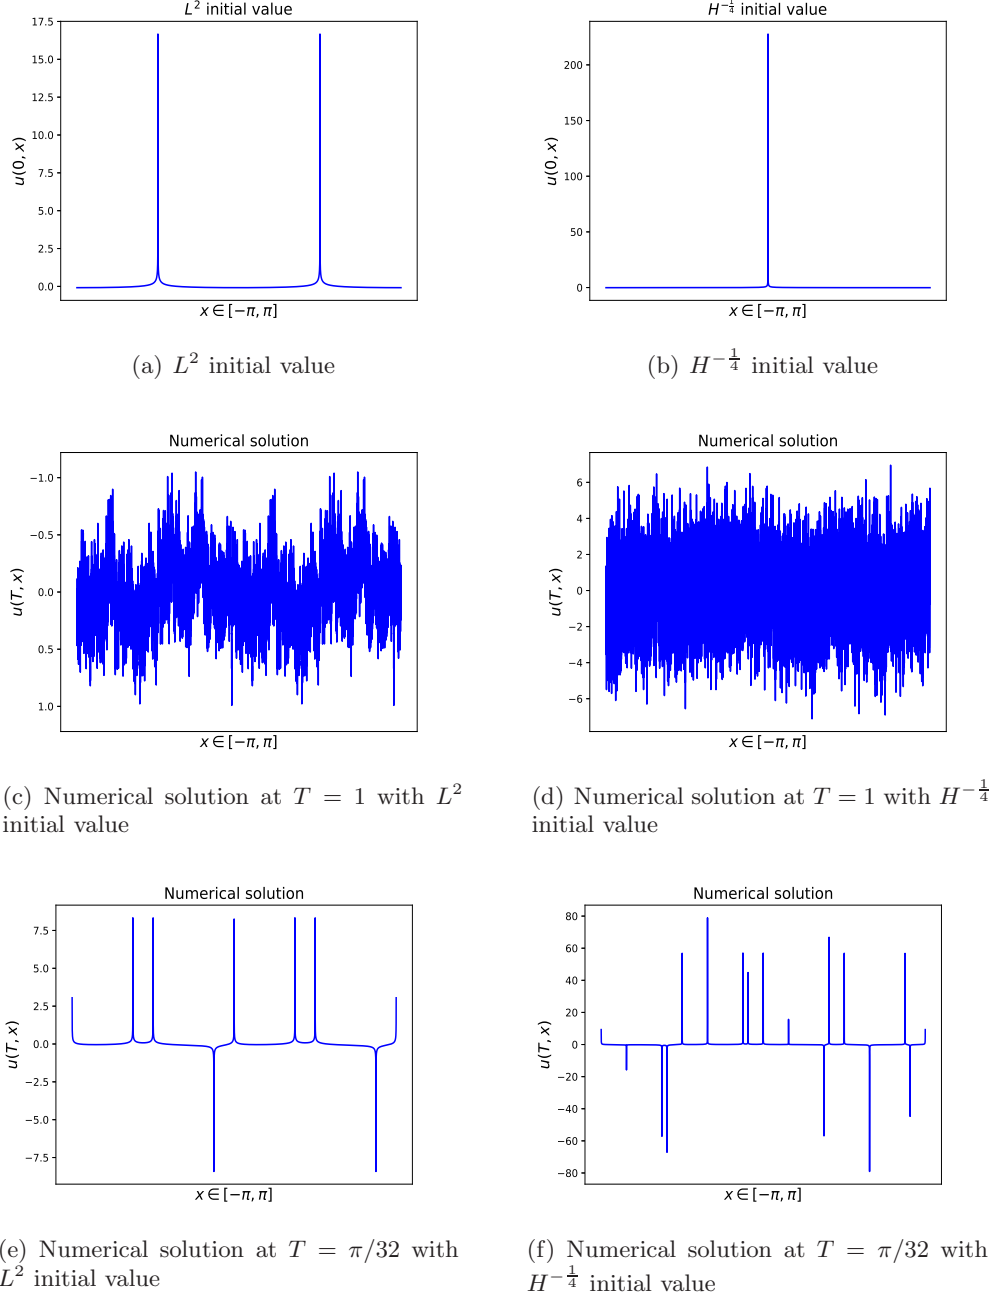 L² initial value
17.5
15.0
12.5
10.0
7.5
5.0
2.5
0.0
u(0, x)
x ∈ [−π, π]
H^{-1/4} initial value
200
150
100
50
0
u(0, x)
x ∈ [−π, π]
(a) L² initial value
(b) H^{-1/4} initial value
Numerical solution
−1.0
−0.5
0.0
0.5
1.0
u(T, x)
x ∈ [−π, π]
Numerical solution
6
4
2
0
−2
−4
−6
u(T, x)
x ∈ [−π, π]
(c) Numerical solution at T = 1 with L²
initial value
(d) Numerical solution at T = 1 with H^{-1/4}
initial value
Numerical solution
7.5
5.0
2.5
0.0
−2.5
−5.0
−7.5
u(T, x)
x ∈ [−π, π]
Numerical solution
80
60
40
20
0
−20
−40
−60
−80
u(T, x)
x ∈ [−π, π]
(e) Numerical solution at T = π/32 with
L² initial value
(f) Numerical solution at T = π/32 with
H^{-1/4} initial value